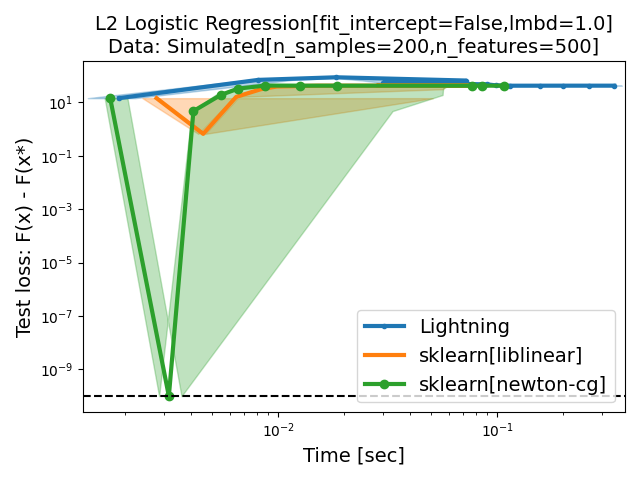 L2 Logistic Regression[fit_intercept=False,lmbd=1.0]
Data: Simulated[n_samples=200,n_features=500]
Test loss: F(x) - F(x*)
10¹
10⁻¹
10⁻³
10⁻⁵
10⁻⁷
10⁻⁹
Lightning
sklearn[liblinear]
sklearn[newton-cg]
10⁻²
10⁻¹
Time [sec]